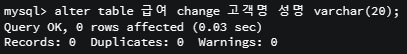 mysql> alter table 급여 change 고객명 성명 varchar(20);
Query OK, 0 rows affected (0.03 sec)
Records: 0  Duplicates: 0  Warnings: 0